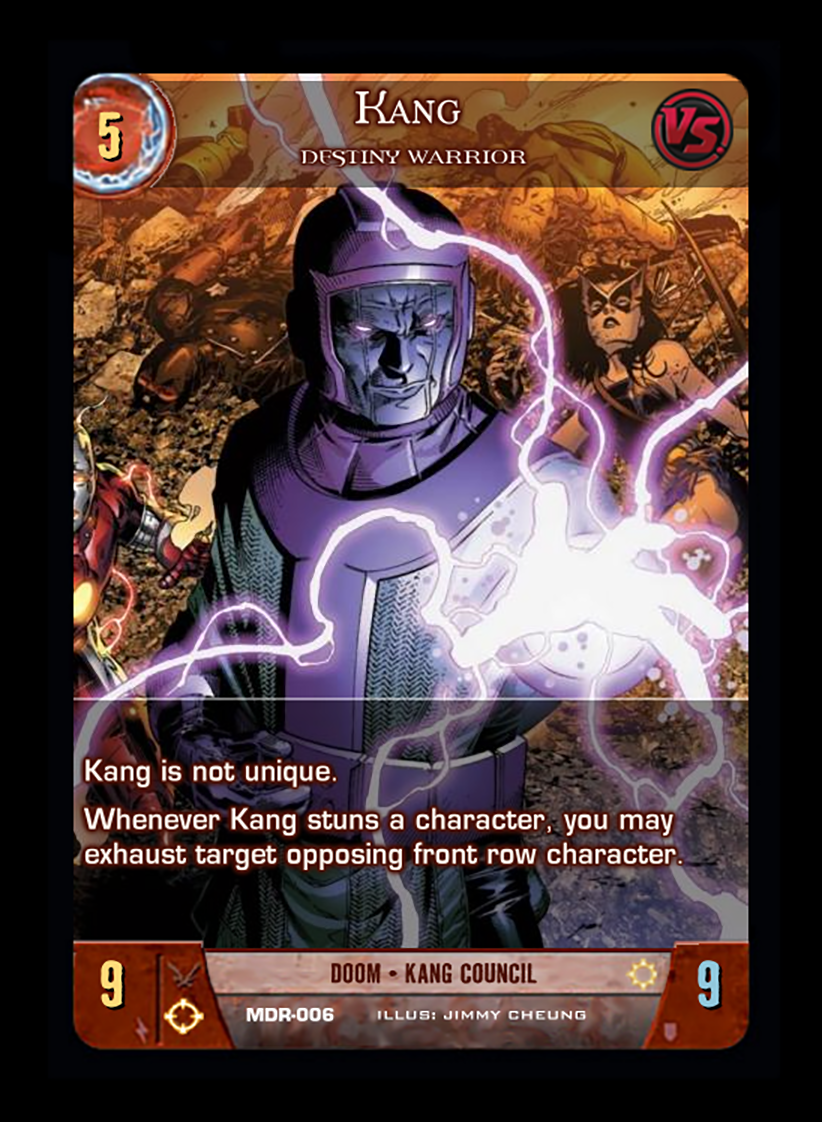 5
Kang
DESTINY WARRIOR
VS.
Kang is not unique.
Whenever Kang stuns a character, you may
exhaust target opposing front row character.
9
DOOM • KANG COUNCIL
9
MDR-006 ILLUS: JIMMY CHEUNG